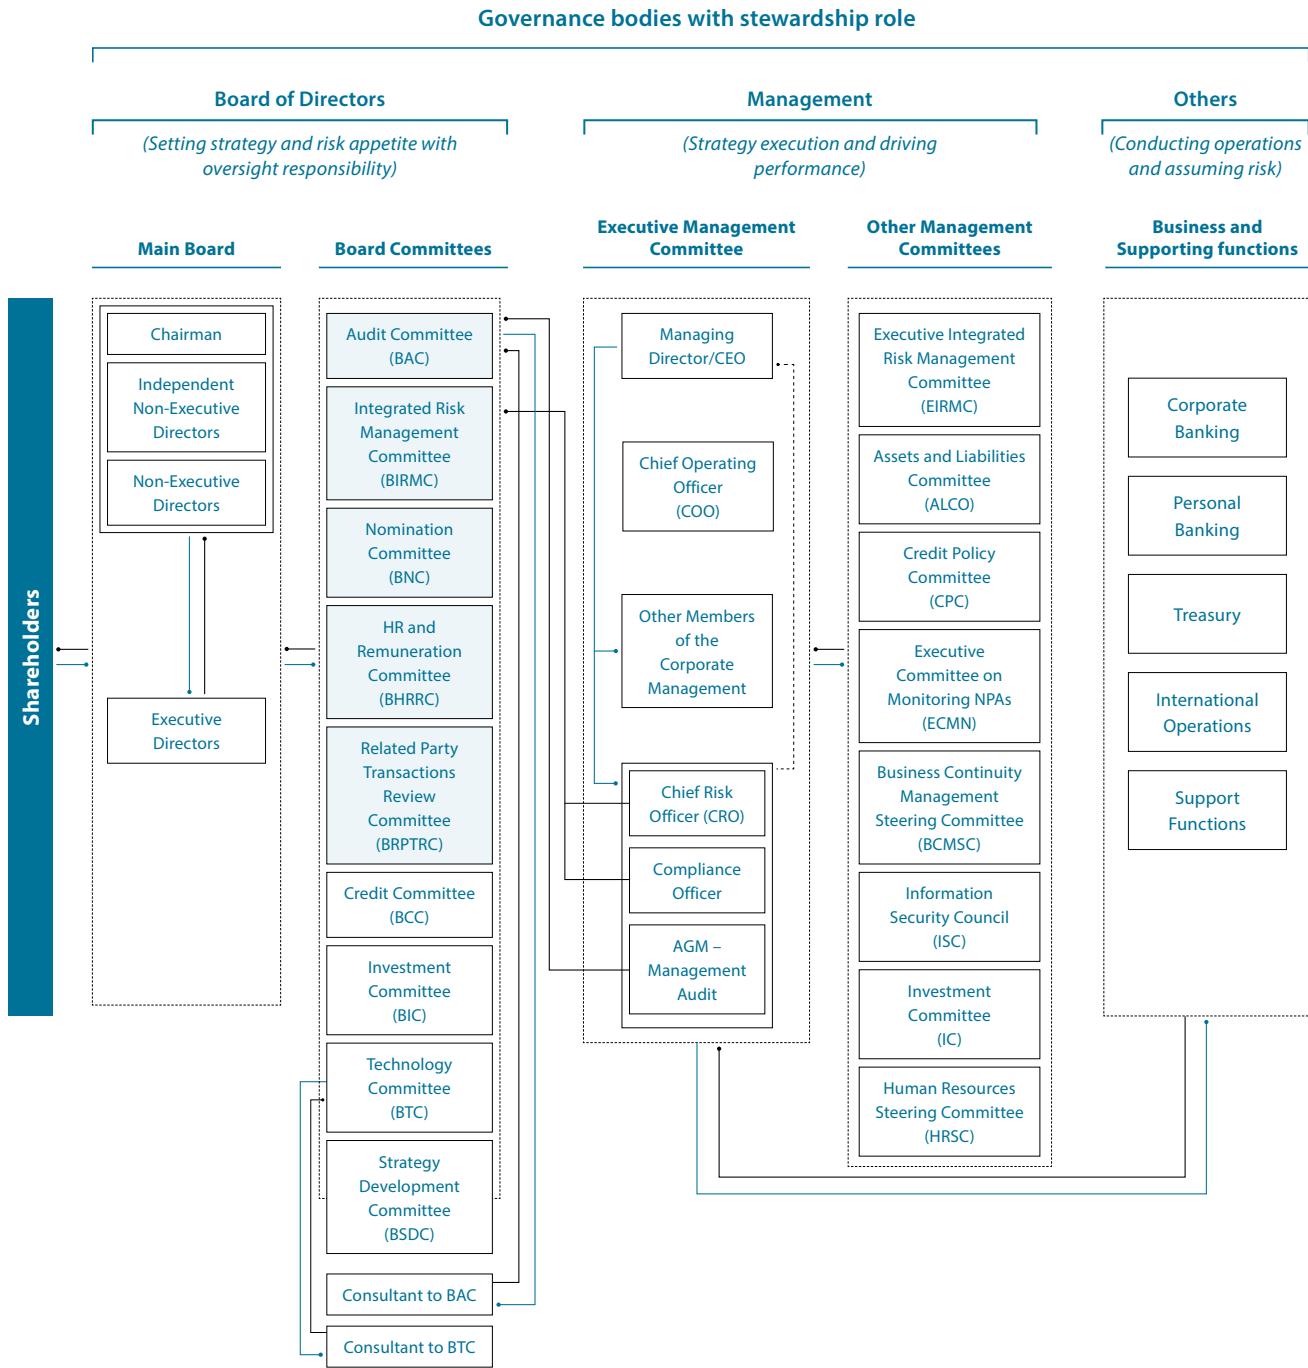 Governance bodies with stewardship role
Board of Directors
(Setting strategy and risk appetite with
oversight responsibility)
Management
(Strategy execution and driving
performance)
Others
(Conducting operations
and assuming risk)
Main Board
Board Committees
Executive Management
Committee
Other Management
Committees
Business and
Supporting functions
Shareholders
Chairman
Independent
Non-Executive
Directors
Non-Executive
Directors
Executive
Directors
Audit Committee
(BAC)
Integrated Risk
Management
Committee
(BIRMC)
Nomination
Committee
(BNC)
HR and
Remuneration
Committee
(BHRRC)
Related Party
Transactions
Review
Committee
(BRPTRC)
Credit Committee
(BCC)
Investment
Committee
(BIC)
Technology
Committee
(BTC)
Strategy
Development
Committee
(BSDC)
Consultant to BAC
Consultant to BTC
Managing
Director/CEO
Chief Operating
Officer
(COO)
Other Members
of the
Corporate
Management
Chief Risk
Officer (CRO)
Compliance
Officer
AGM –
Management
Audit
Executive Integrated
Risk Management
Committee
(EIRMC)
Assets and Liabilities
Committee
(ALCO)
Credit Policy
Committee
(CPC)
Executive
Committee on
Monitoring NPAs
(ECMN)
Business Continuity
Management
Steering Committee
(BCMSC)
Information
Security Council
(ISC)
Investment
Committee
(IC)
Human Resources
Steering Committee
(HRSC)
Corporate
Banking
Personal
Banking
Treasury
International
Operations
Support
Functions